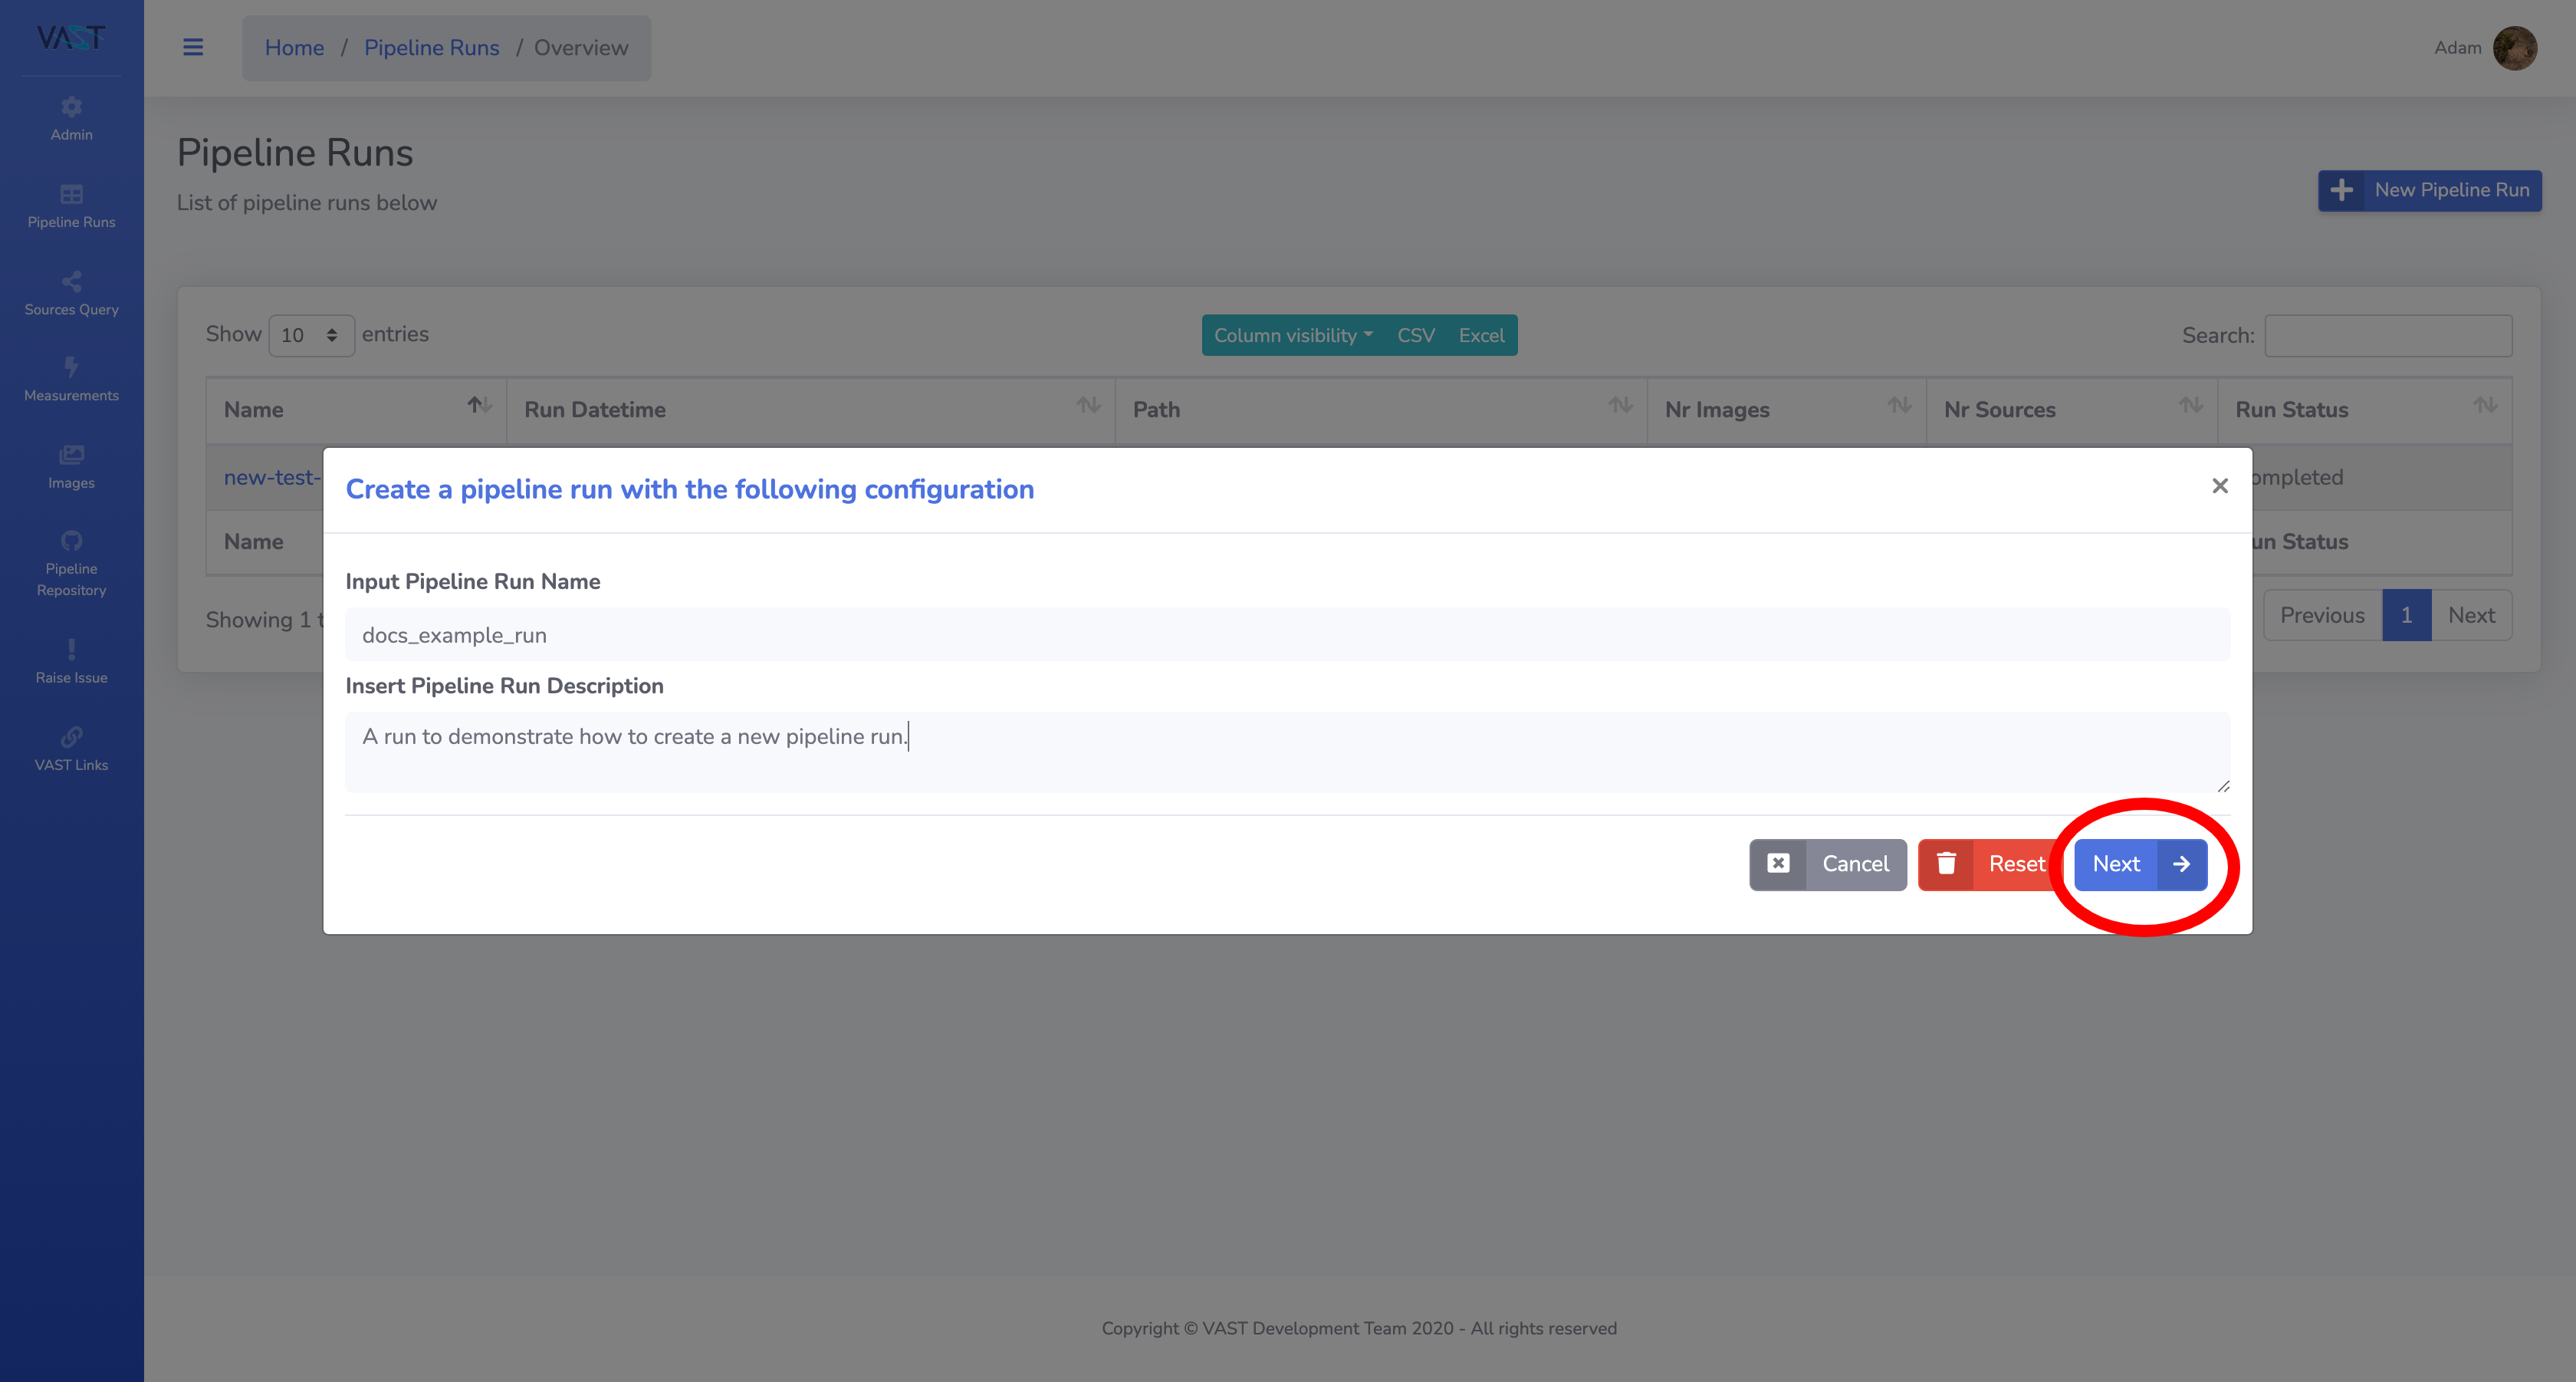 VAST
Home / Pipeline Runs / Overview
Adam
Admin
Pipeline Runs
Sources Query
Measurements
Images
Pipeline
Repository
Raise Issue
VAST Links
Pipeline Runs
List of pipeline runs below
New Pipeline Run
Show 10 entries
Column visibility CSV Excel
Search:
Name Run Datetime Path Nr Images Nr Sources Run Status
new-test-
ompleted
Name
un Status
Showing 1 t
Previous 1 Next
Create a pipeline run with the following configuration
×
Input Pipeline Run Name
docs_example_run
Insert Pipeline Run Description
A run to demonstrate how to create a new pipeline run.
Cancel Reset Next
Copyright © VAST Development Team 2020 - All rights reserved